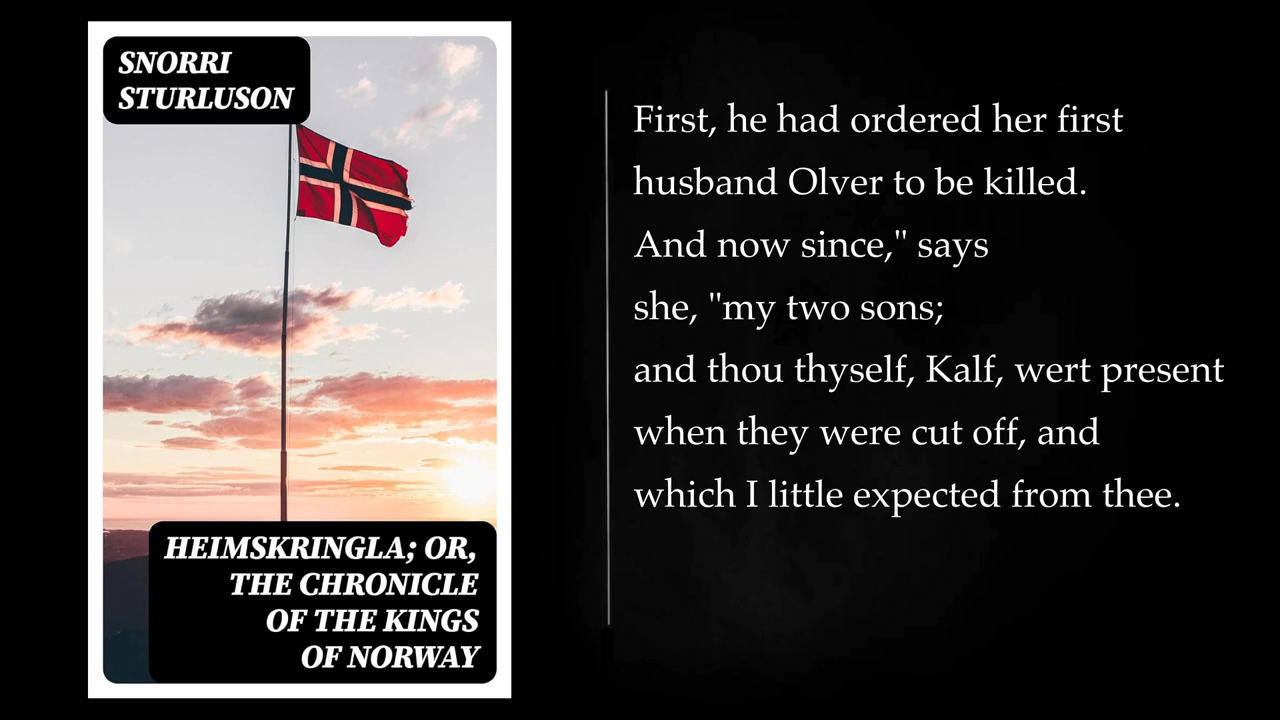 SNORRI
STURLUSON
HEIMSKRINGLA; OR,
THE CHRONICLE
OF THE KINGS
OF NORWAY
First, he had ordered her first
husband Olver to be killed.
And now since," says
she, "my two sons;
and thou thyself, Kalf, wert present
when they were cut off, and
which I little expected from thee.